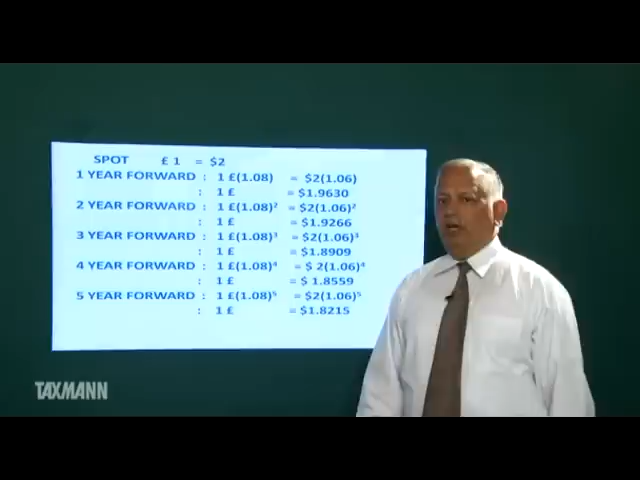 SPOT £ 1 = $2
1 YEAR FORWARD : 1 £(1.08) = $2(1.06)
: 1 £ = $1.9630
2 YEAR FORWARD : 1 £(1.08)² = $2(1.06)²
: 1 £ = $1.9266
3 YEAR FORWARD : 1 £(1.08)³ = $2(1.06)³
: 1 £ = $1.8909
4 YEAR FORWARD : 1 £(1.08)⁴ = $ 2(1.06)⁴
: 1 £ = $ 1.8559
5 YEAR FORWARD : 1 £(1.08)⁵ = $2(1.06)⁵
: 1 £ = $1.8215
TAXMANN